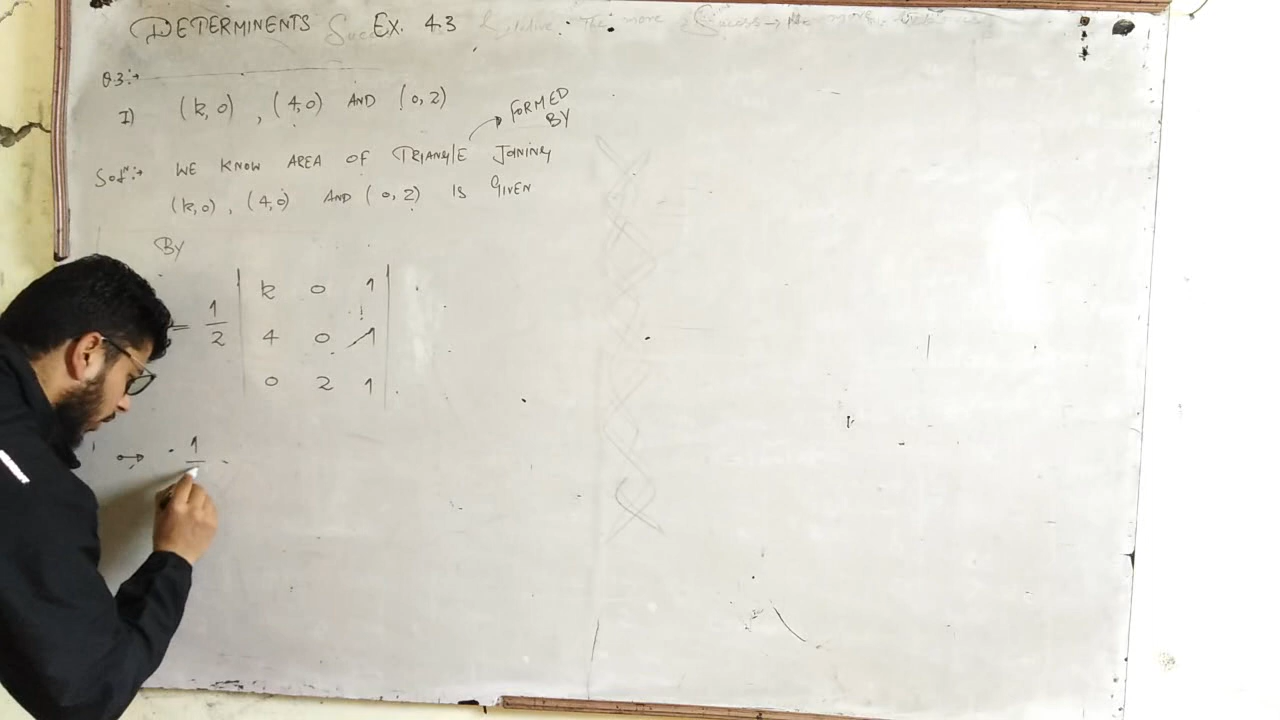 DETERMINENTS Ex. 4.3
Q3:→
I) (k,0) , (4,0) AND (0,2)
FORMED
BY
Solⁿ:→ WE KNOW AREA OF TRIANglE JOINING
(k,0) , (4,0) AND (0,2) IS GIVEN
BY
= 1/2 | k 0 1 |
4 0 1
0 2 1
→ 1